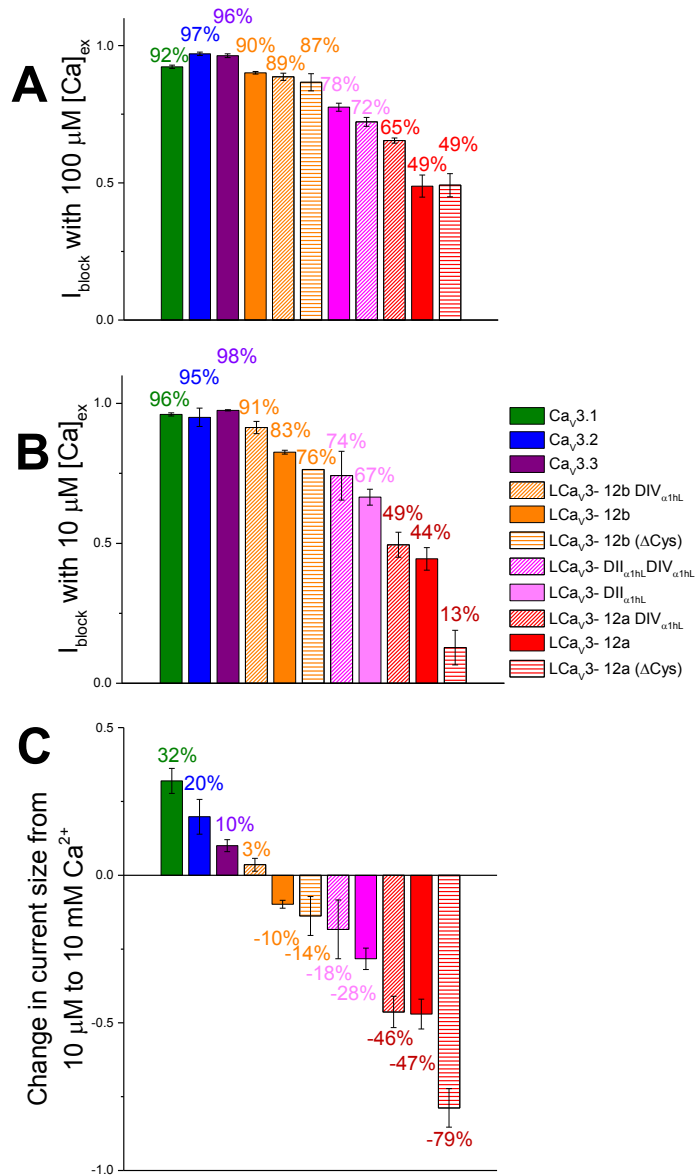 A
I_block with 100 μM [Ca]_ex
1.0
0.5
0.0
92%
97%
96%
90%
89%
87%
78%
72%
65%
49%
49%
B
I_block with 10 μM [Ca]_ex
1.0
0.5
0.0
96%
95%
98%
91%
83%
76%
74%
67%
49%
44%
13%
Ca_V3.1
Ca_V3.2
Ca_V3.3
LCa_V3- 12b DIV_α1hL
LCa_V3- 12b
LCa_V3- 12b (ΔCys)
LCa_V3- DII_α1hLDIV_α1hL
LCa_V3- DII_α1hL
LCa_V3- 12a DIV_α1hL
LCa_V3- 12a
LCa_V3- 12a (ΔCys)
C
Change in current size from
10 μM to 10 mM Ca²⁺
0.5
0.0
-0.5
-1.0
32%
20%
10%
3%
-10%
-14%
-18%
-28%
-46%
-47%
-79%